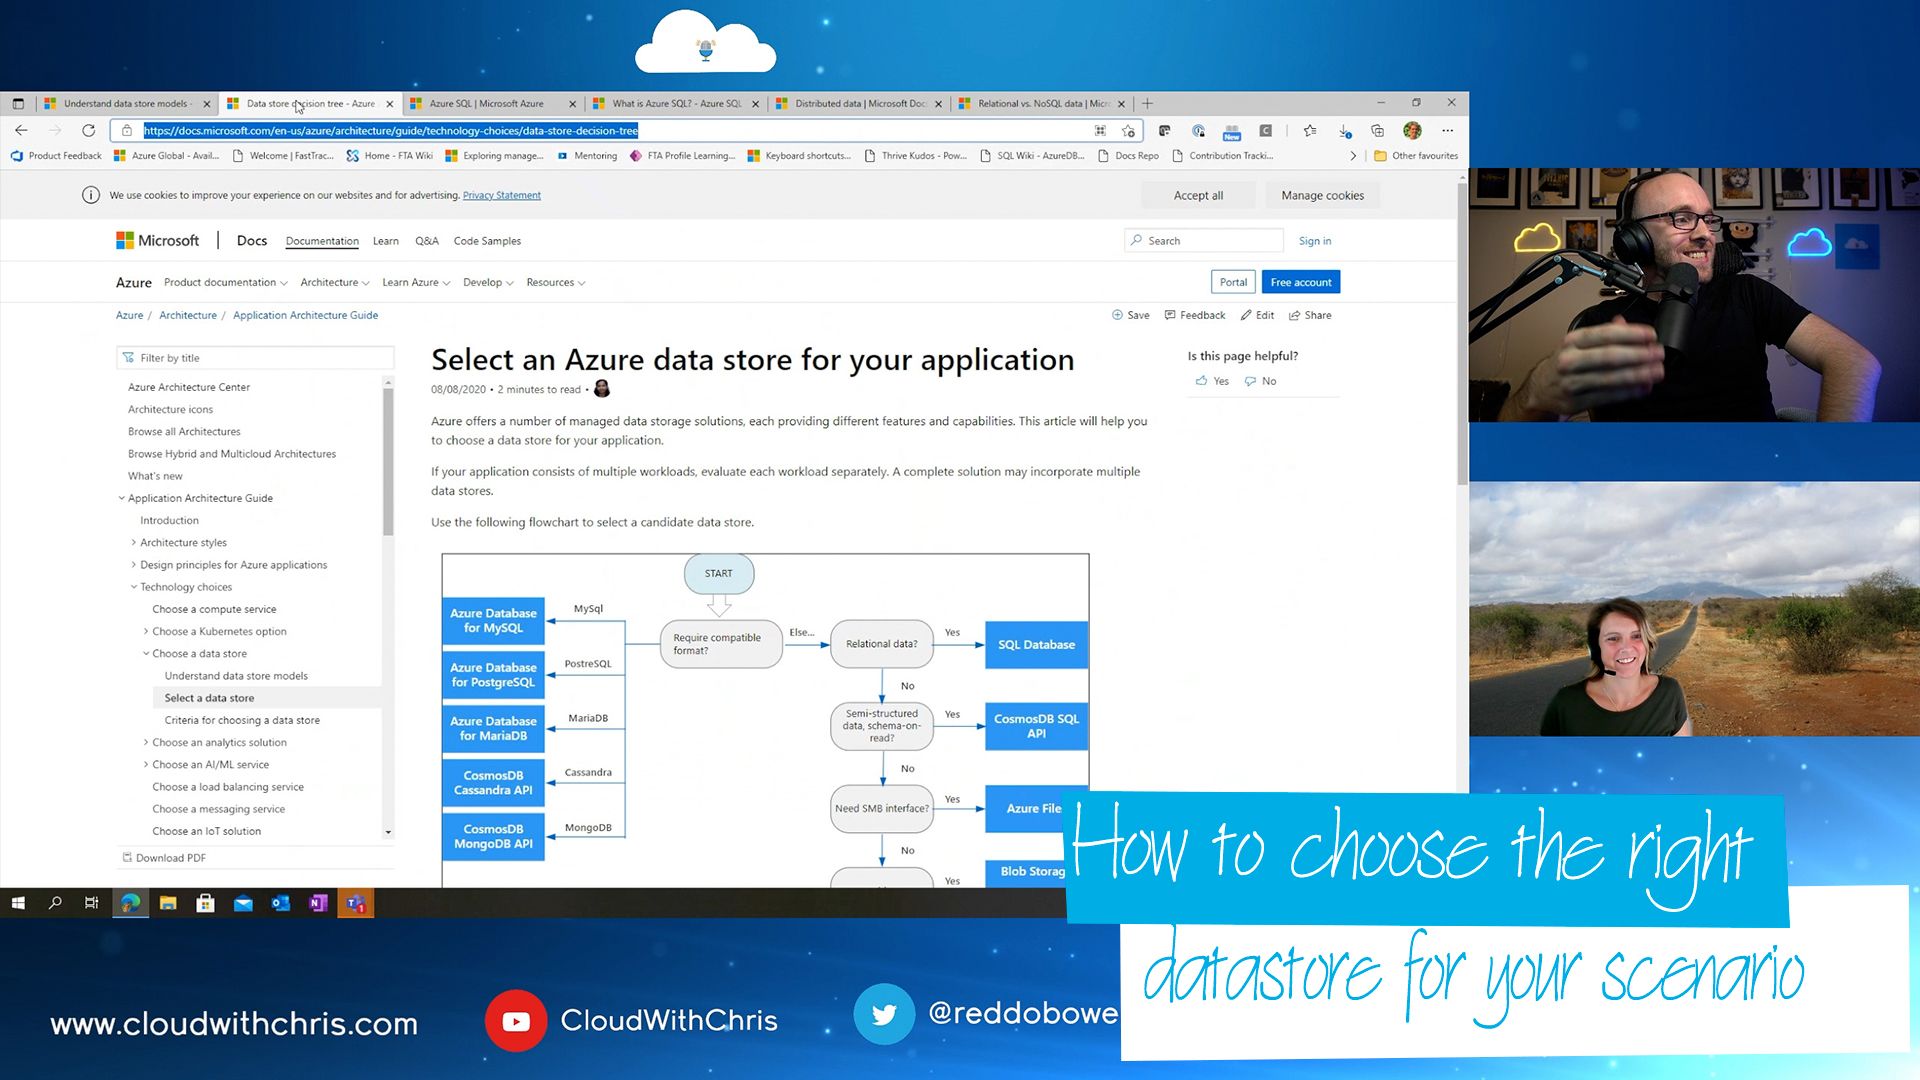 Understand data store models -
Data store decision tree - Azure
Azure SQL | Microsoft Azure
What is Azure SQL? - Azure SQL
Distributed data | Microsoft Doc
Relational vs. NoSQL data | Micr
https://docs.microsoft.com/en-us/azure/architecture/guide/technology-choices/data-store-decision-tree
New
Product Feedback
Azure Global - Avail...
Welcome | FastTrac...
Home - FTA Wiki
Exploring manage...
Mentoring
FTA Profile Learning...
Keyboard shortcuts...
Thrive Kudos - Pow...
SQL Wiki - AzureDB...
Docs Repo
Contribution Tracki...
Other favourites
We use cookies to improve your experience on our websites and for advertising. Privacy Statement
Accept all
Manage cookies
Microsoft
Docs
Documentation
Learn
Q&A
Code Samples
Search
Sign in
Azure
Product documentation
Architecture
Learn Azure
Develop
Resources
Portal
Free account
Azure / Architecture / Application Architecture Guide
Save
Feedback
Edit
Share
Filter by title
Azure Architecture Center
Architecture icons
Browse all Architectures
Browse Hybrid and Multicloud Architectures
What's new
Application Architecture Guide
Introduction
Architecture styles
Design principles for Azure applications
Technology choices
Choose a compute service
Choose a Kubernetes option
Choose a data store
Understand data store models
Select a data store
Criteria for choosing a data store
Choose an analytics solution
Choose an AI/ML service
Choose a load balancing service
Choose a messaging service
Choose an IoT solution
Download PDF
Select an Azure data store for your application
08/08/2020 • 2 minutes to read •
Azure offers a number of managed data storage solutions, each providing different features and capabilities. This article will help you
to choose a data store for your application.
If your application consists of multiple workloads, evaluate each workload separately. A complete solution may incorporate multiple
data stores.
Use the following flowchart to select a candidate data store.
Is this page helpful?
Yes
No
START
Require compatible
format?
Else...
Relational data?
Yes
SQL Database
No
Semi-structured
data, schema-on-
read?
Yes
CosmosDB SQL
API
No
Need SMB interface?
Yes
Azure File
No
Yes
Blob Storag
MySql
Azure Database
for MySQL
PostreSQL
Azure Database
for PostgreSQL
MariaDB
Azure Database
for MariaDB
Cassandra
CosmosDB
Cassandra API
MongoDB
CosmosDB
MongoDB API
How to choose the right
datastore for your scenario
www.cloudwithchris.com
CloudWithChris
@reddobowe